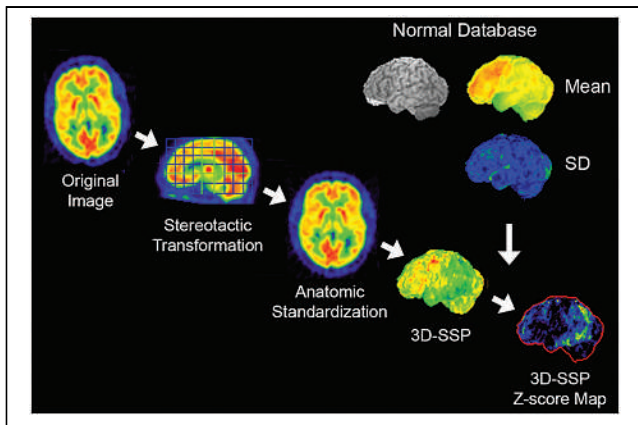 Normal Database
Mean
SD
Original
Image
Stereotactic
Transformation
Anatomic
Standardization
3D-SSP
3D-SSP
Z-score Map